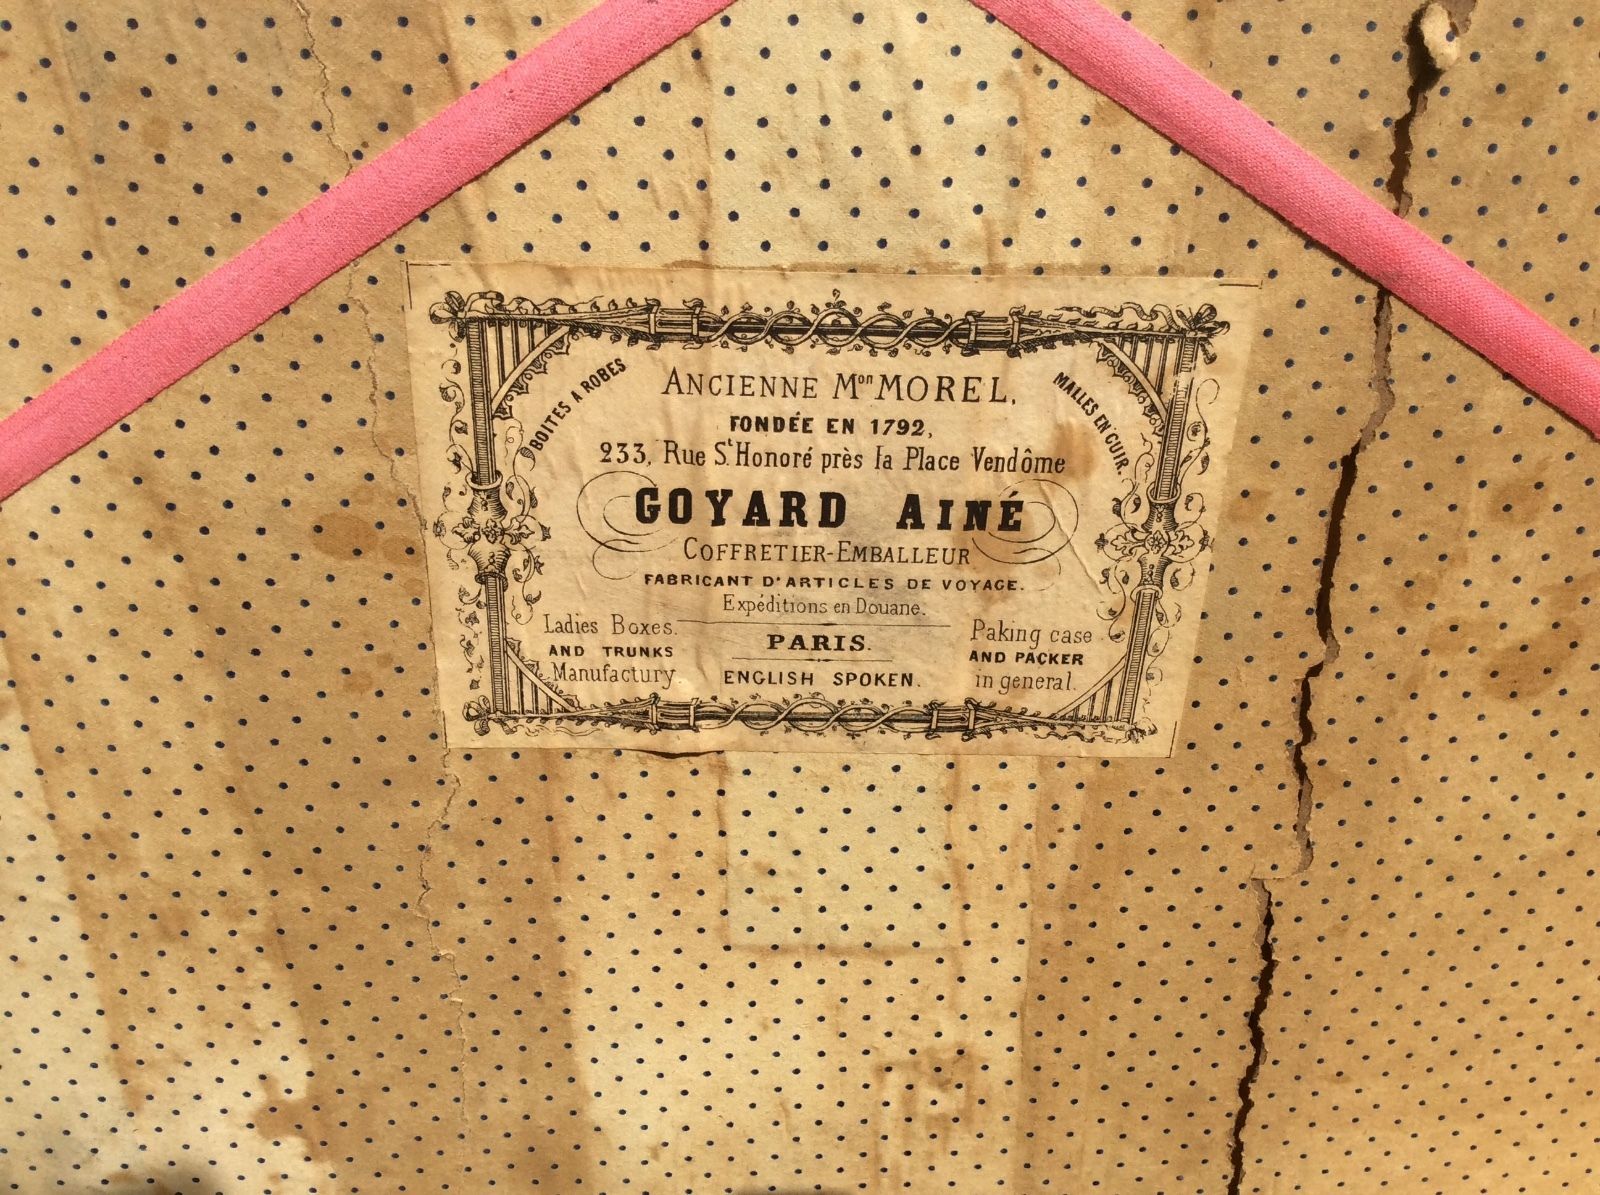 BOITES A ROBES
ANCIENNE Mon MOREL,
MALLES EN CUIR.
FONDÉE EN 1792,
233, Rue St Honoré près la Place Vendôme
GOYARD AINÉ
COFFRETIER-EMBALLEUR
FABRICANT D'ARTICLES DE VOYAGE.
Expéditions en Douane.
Ladies Boxes.
AND TRUNKS
Manufactury.
PARIS.
ENGLISH SPOKEN.
Paking case
AND PACKER
in general.